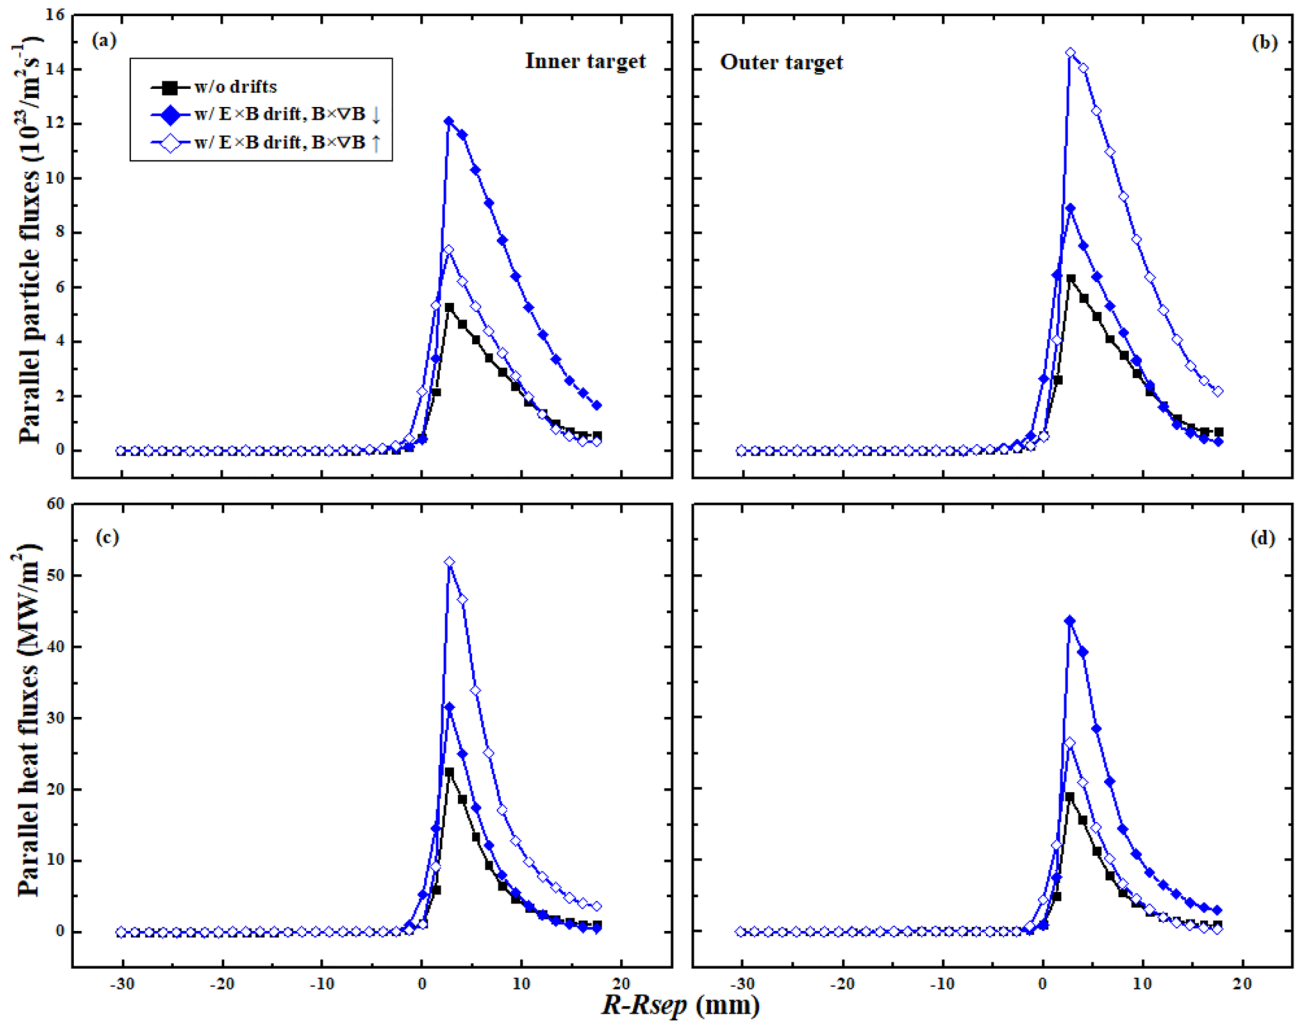 (a)
Inner target
w/o drifts
w/ E×B drift, B×∇B ↓
w/ E×B drift, B×∇B ↑
Parallel particle fluxes (10²³/m²s⁻¹)
16
14
12
10
8
6
4
2
0
(b)
Outer target
(c)
Parallel heat fluxes (MW/m²)
60
50
40
30
20
10
0
(d)
-30 -20 -10 0 10 20
-30 -20 -10 0 10 20
R-Rsep (mm)